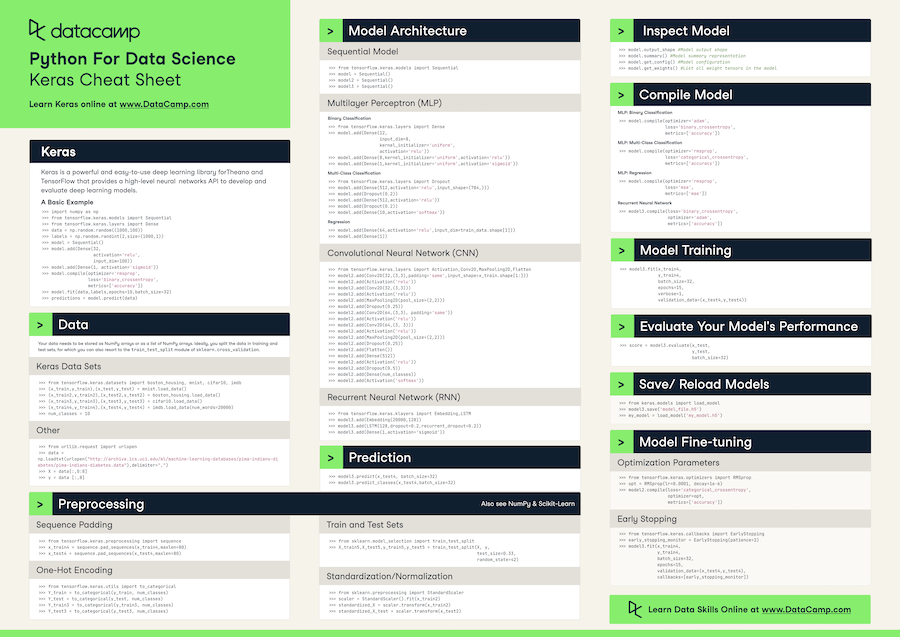 datacamp
Python For Data Science
Keras Cheat Sheet
Learn Keras online at www.DataCamp.com
Keras
Keras is a powerful and easy-to-use deep learning library forTheano and
TensorFlow that provides a high-level neural networks API to develop and
evaluate deep learning models.
A Basic Example
>>> import numpy as np
>>> from tensorflow.keras.models import Sequential
>>> from tensorflow.keras.layers import Dense
>>> data = np.random.random((1000,100))
>>> labels = np.random.randint(2,size=(1000,1))
>>> model = Sequential()
>>> model.add(Dense(32,
activation='relu',
input_dim=100))
>>> model.add(Dense(1, activation='sigmoid'))
>>> model.compile(optimizer='rmsprop',
loss='binary_crossentropy',
metrics=['accuracy'])
>>> model.fit(data,labels,epochs=10,batch_size=32)
>>> predictions = model.predict(data)
> Data
Your data needs to be stored as NumPy arrays or as a list of NumPy arrays. Ideally, you split the data in training and
test sets, for which you can also resort to the train_test_split module of sklearn.cross_validation.
Keras Data Sets
>>> from tensorflow.keras.datasets import boston_housing, mnist, cifar10, imdb
>>> (x_train,y_train),(x_test,y_test) = mnist.load_data()
>>> (x_train2,y_train2),(x_test2,y_test2) = boston_housing.load_data()
>>> (x_train3,y_train3),(x_test3,y_test3) = cifar10.load_data()
>>> (x_train4,y_train4),(x_test4,y_test4) = imdb.load_data(num_words=20000)
>>> num_classes = 10
Other
>>> from urllib.request import urlopen
>>> data =
np.loadtxt(urlopen("http://archive.ics.uci.edu/ml/machine-learning-databases/pima-indians-di
abetes/pima-indians-diabetes.data"),delimiter=",")
>>> X = data[:,0:8]
>>> y = data [:,8]
> Preprocessing
Also see NumPy & Scikit-Learn
Sequence Padding
>>> from tensorflow.keras.preprocessing import sequence
>>> x_train4 = sequence.pad_sequences(x_train4,maxlen=80)
>>> x_test4 = sequence.pad_sequences(x_test4,maxlen=80)
One-Hot Encoding
>>> from tensorflow.keras.utils import to_categorical
>>> Y_train = to_categorical(y_train, num_classes)
>>> Y_test = to_categorical(y_test, num_classes)
>>> Y_train3 = to_categorical(y_train3, num_classes)
>>> Y_test3 = to_categorical(y_test3, num_classes)
Train and Test Sets
>>> from sklearn.model_selection import train_test_split
>>> X_train5,X_test5,y_train5,y_test5 = train_test_split(X, y,
test_size=0.33,
random_state=42)
Standardization/Normalization
>>> from sklearn.preprocessing import StandardScaler
>>> scaler = StandardScaler().fit(x_train2)
>>> standardized_X = scaler.transform(x_train2)
>>> standardized_X_test = scaler.transform(x_test2)
> Model Architecture
Sequential Model
>>> from tensorflow.keras.models import Sequential
>>> model = Sequential()
>>> model2 = Sequential()
>>> model3 = Sequential()
Multilayer Perceptron (MLP)
Binary Classification
>>> from tensorflow.keras.layers import Dense
>>> model.add(Dense(12,
input_dim=8,
kernel_initializer='uniform',
activation='relu'))
>>> model.add(Dense(8,kernel_initializer='uniform',activation='relu'))
>>> model.add(Dense(1,kernel_initializer='uniform',activation='sigmoid'))
Multi-Class Classification
>>> from tensorflow.keras.layers import Dropout
>>> model.add(Dense(512,activation='relu',input_shape=(784,)))
>>> model.add(Dropout(0.2))
>>> model.add(Dense(512,activation='relu'))
>>> model.add(Dropout(0.2))
>>> model.add(Dense(10,activation='softmax'))
Regression
>>> model.add(Dense(64,activation='relu',input_dim=train_data.shape[1]))
>>> model.add(Dense(1))
Convolutional Neural Network (CNN)
>>> from tensorflow.keras.layers import Activation,Conv2D,MaxPooling2D,Flatten
>>> model2.add(Conv2D(32,(3,3),padding='same',input_shape=x_train.shape[1:]))
>>> model2.add(Activation('relu'))
>>> model2.add(Conv2D(32,(3,3)))
>>> model2.add(Activation('relu'))
>>> model2.add(MaxPooling2D(pool_size=(2,2)))
>>> model2.add(Dropout(0.25))
>>> model2.add(Conv2D(64,(3,3), padding='same'))
>>> model2.add(Activation('relu'))
>>> model2.add(Conv2D(64,(3, 3)))
>>> model2.add(Activation('relu'))
>>> model2.add(MaxPooling2D(pool_size=(2,2)))
>>> model2.add(Dropout(0.25))
>>> model2.add(Flatten())
>>> model2.add(Dense(512))
>>> model2.add(Activation('relu'))
>>> model2.add(Dropout(0.5))
>>> model2.add(Dense(num_classes))
>>> model2.add(Activation('softmax'))
Recurrent Neural Network (RNN)
>>> from tensorflow.keras.klayers import Embedding,LSTM
>>> model3.add(Embedding(20000,128))
>>> model3.add(LSTM(128,dropout=0.2,recurrent_dropout=0.2))
>>> model3.add(Dense(1,activation='sigmoid'))
> Prediction
>>> model3.predict(x_test4, batch_size=32)
>>> model3.predict_classes(x_test4,batch_size=32)
> Inspect Model
>>> model.output_shape #Model output shape
>>> model.summary() #Model summary representation
>>> model.get_config() #Model configuration
>>> model.get_weights() #List all weight tensors in the model
> Compile Model
MLP: Binary Classification
>>> model.compile(optimizer='adam',
loss='binary_crossentropy',
metrics=['accuracy'])
MLP: Multi-Class Classification
>>> model.compile(optimizer='rmsprop',
loss='categorical_crossentropy',
metrics=['accuracy'])
MLP: Regression
>>> model.compile(optimizer='rmsprop',
loss='mse',
metrics=['mae'])
Recurrent Neural Network
>>> model3.compile(loss='binary_crossentropy',
optimizer='adam',
metrics=['accuracy'])
> Model Training
>>> model3.fit(x_train4,
y_train4,
batch_size=32,
epochs=15,
verbose=1,
validation_data=(x_test4,y_test4))
> Evaluate Your Model's Performance
>>> score = model3.evaluate(x_test,
y_test,
batch_size=32)
> Save/ Reload Models
>>> from keras.models import load_model
>>> model3.save('model_file.h5')
>>> my_model = load_model('my_model.h5')
> Model Fine-tuning
Optimization Parameters
>>> from tensorflow.keras.optimizers import RMSprop
>>> opt = RMSprop(lr=0.0001, decay=1e-6)
>>> model2.compile(loss='categorical_crossentropy',
optimizer=opt,
metrics=['accuracy'])
Early Stopping
>>> from tensorflow.keras.callbacks import EarlyStopping
>>> early_stopping_monitor = EarlyStopping(patience=2)
>>> model3.fit(x_train4,
y_train4,
batch_size=32,
epochs=15,
validation_data=(x_test4,y_test4),
callbacks=[early_stopping_monitor])
Learn Data Skills Online at www.DataCamp.com